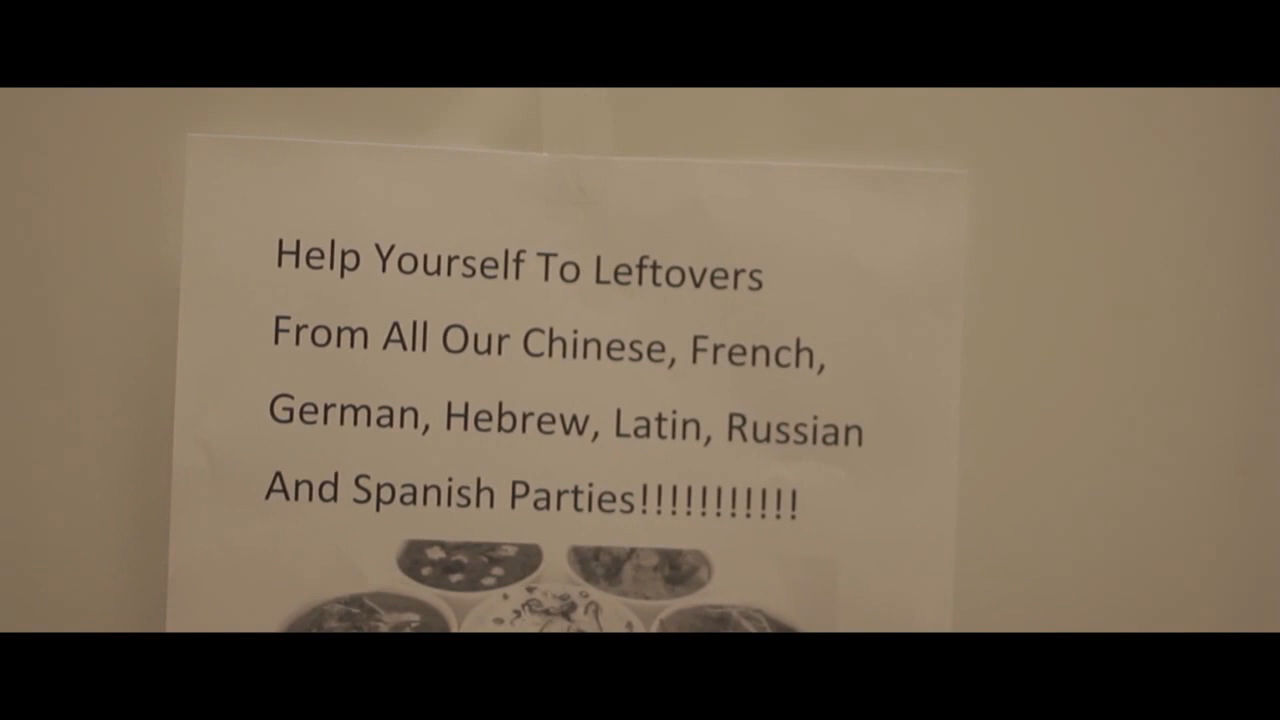 Help Yourself To Leftovers
From All Our Chinese, French,
German, Hebrew, Latin, Russian
And Spanish Parties!!!!!!!!!!!